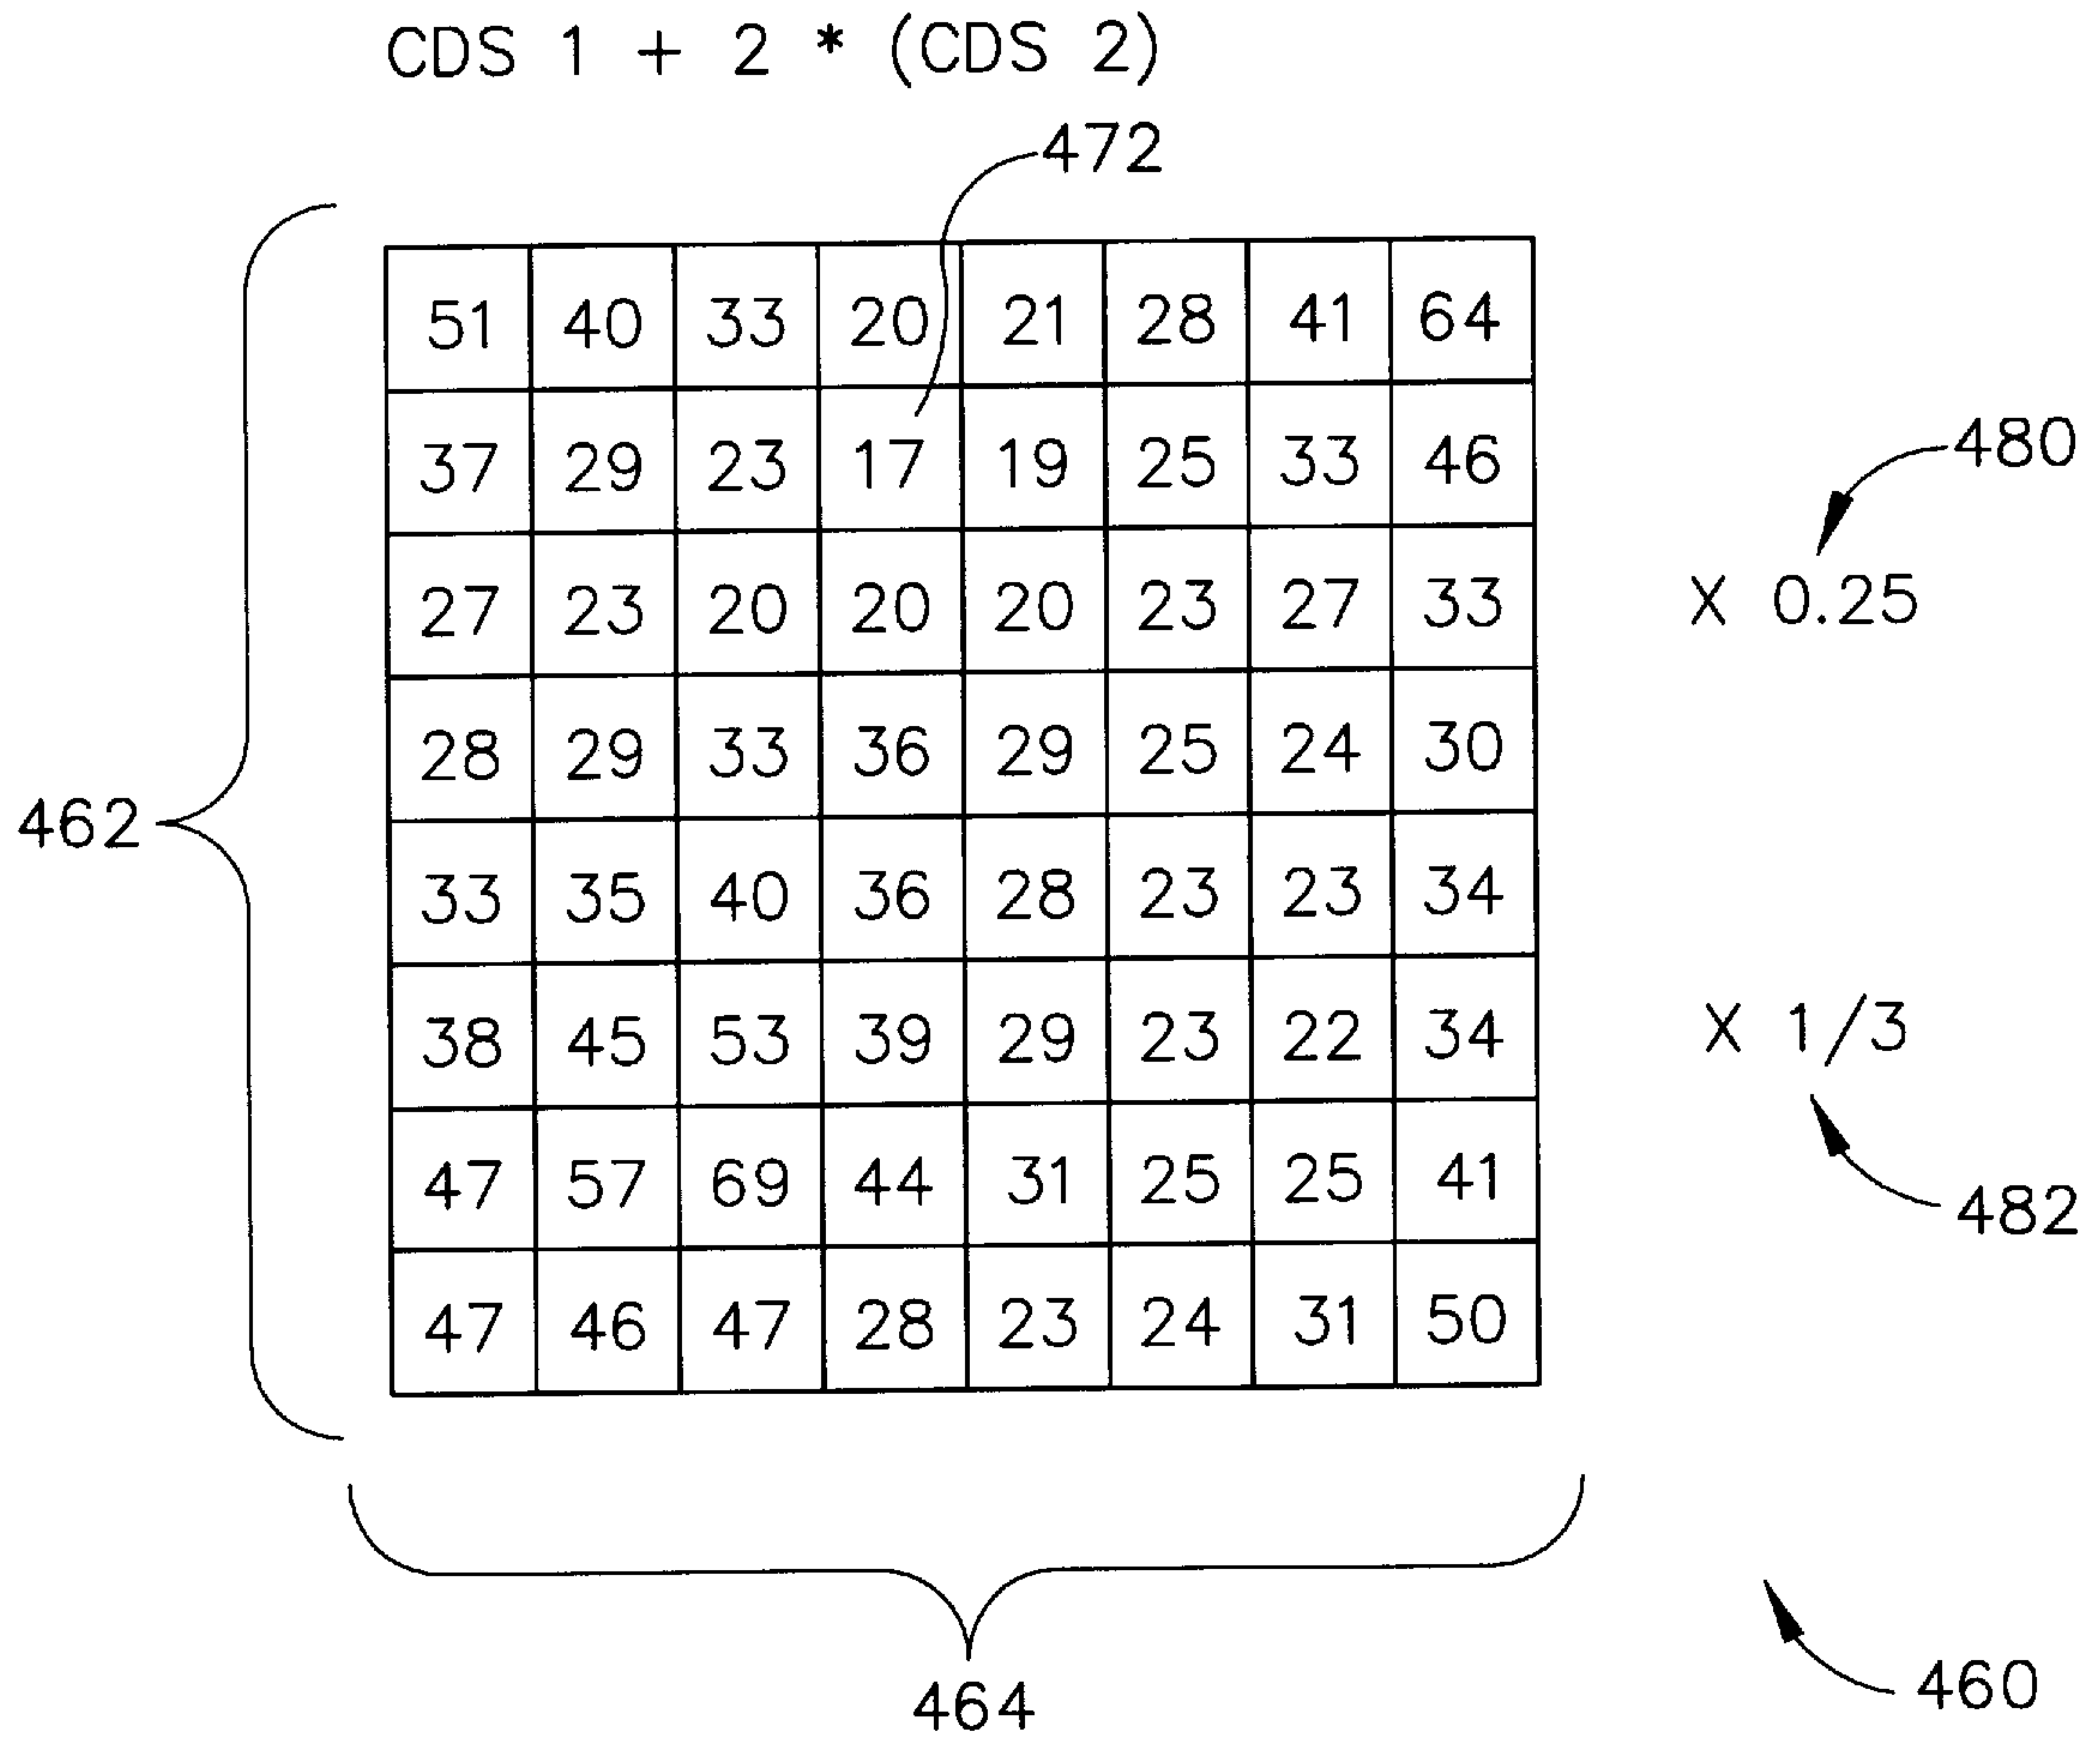 CDS 1 + 2 * (CDS 2)
472
51 40 33 20 21 28 41 64
37 29 23 17 19 25 33 46
480
27 23 20 20 20 23 27 33
X 0.25
28 29 33 36 29 25 24 30
462
33 35 40 36 28 23 23 34
38 45 53 39 29 23 22 34
X 1/3
47 57 69 44 31 25 25 41
482
47 46 47 28 23 24 31 50
464
460